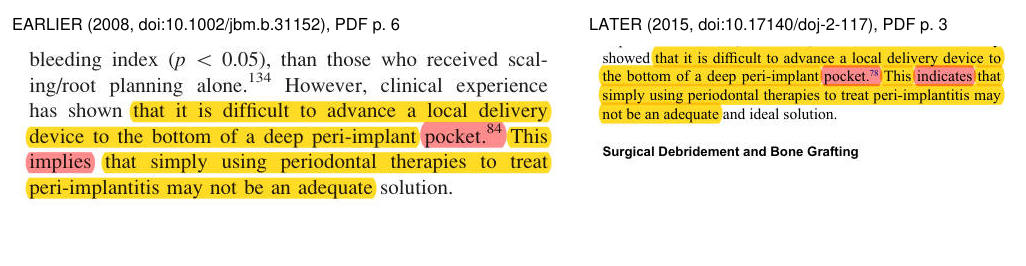 EARLIER (2008, doi:10.1002/jbm.b.31152), PDF p. 6
bleeding index (p < 0.05), than those who received scal-
ing/root planning alone.134 However, clinical experience
has shown that it is difficult to advance a local delivery
device to the bottom of a deep peri-implant pocket.84 This
implies that simply using periodontal therapies to treat
peri-implantitis may not be an adequate solution.
LATER (2015, doi:10.17140/doj-2-117), PDF p. 3
showed that it is difficult to advance a local delivery device to
the bottom of a deep peri-implant pocket.78 This indicates that
simply using periodontal therapies to treat peri-implantitis may
not be an adequate and ideal solution.
Surgical Debridement and Bone Grafting